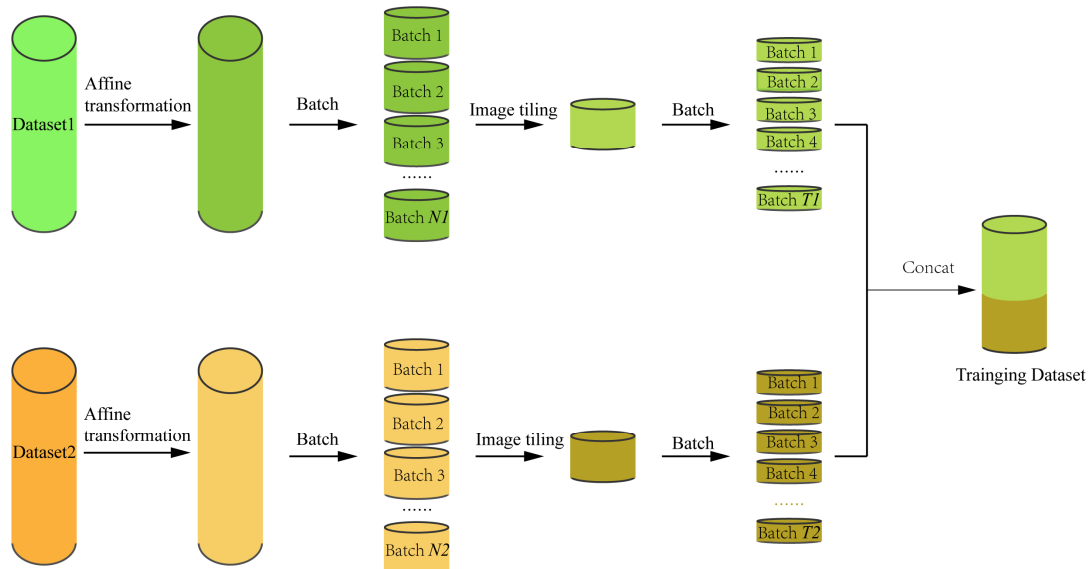 Dataset1
Affine
transformation
Batch
Batch 1
Batch 2
Batch 3
......
Batch N1
Image tiling
Batch
Batch 1
Batch 2
Batch 3
Batch 4
......
Batch T1
Concat
Trainging Dataset
Dataset2
Affine
transformation
Batch
Batch 1
Batch 2
Batch 3
......
Batch N2
Image tiling
Batch
Batch 1
Batch 2
Batch 3
Batch 4
......
Batch T2